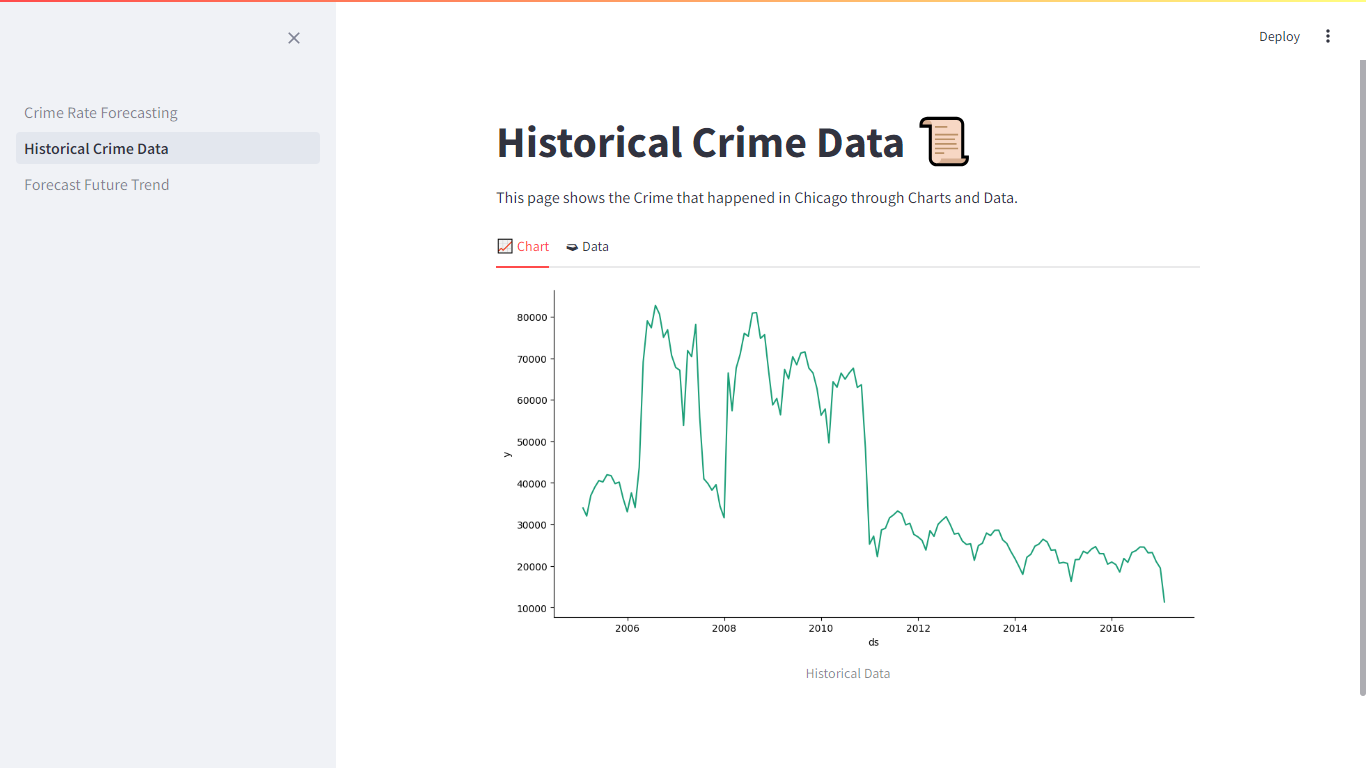 Deploy
Crime Rate Forecasting
Historical Crime Data
Forecast Future Trend
Historical Crime Data
This page shows the Crime that happened in Chicago through Charts and Data.
Chart Data
80000
70000
60000
50000
40000
30000
20000
10000
y
2006 2008 2010 2012 2014 2016
ds
Historical Data